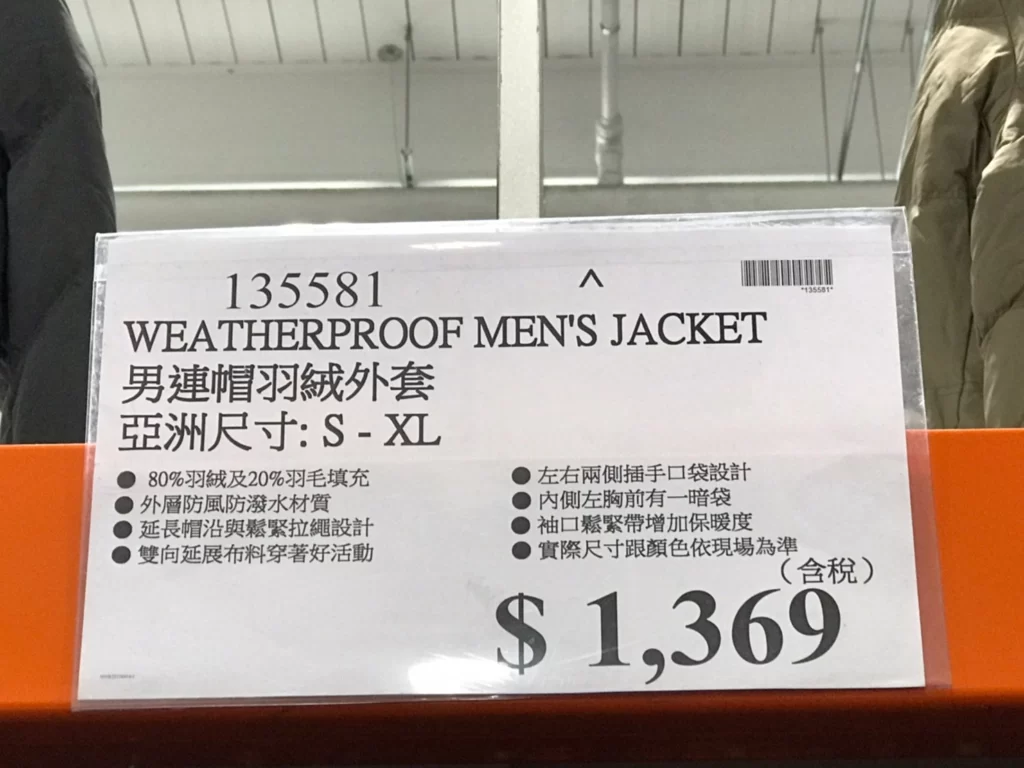 135581
^
*135581*
WEATHERPROOF MEN'S JACKET
男連帽羽絨外套
亞洲尺寸: S - XL
● 80%羽絨及20%羽毛填充
● 外層防風防潑水材質
● 延長帽沿與鬆緊拉繩設計
● 雙向延展布料穿著好活動
● 左右兩側插手口袋設計
● 內側左胸前有一暗袋
● 袖口鬆緊帶增加保暖度
● 實際尺寸跟顏色依現場為準
（含稅）
$ 1,369